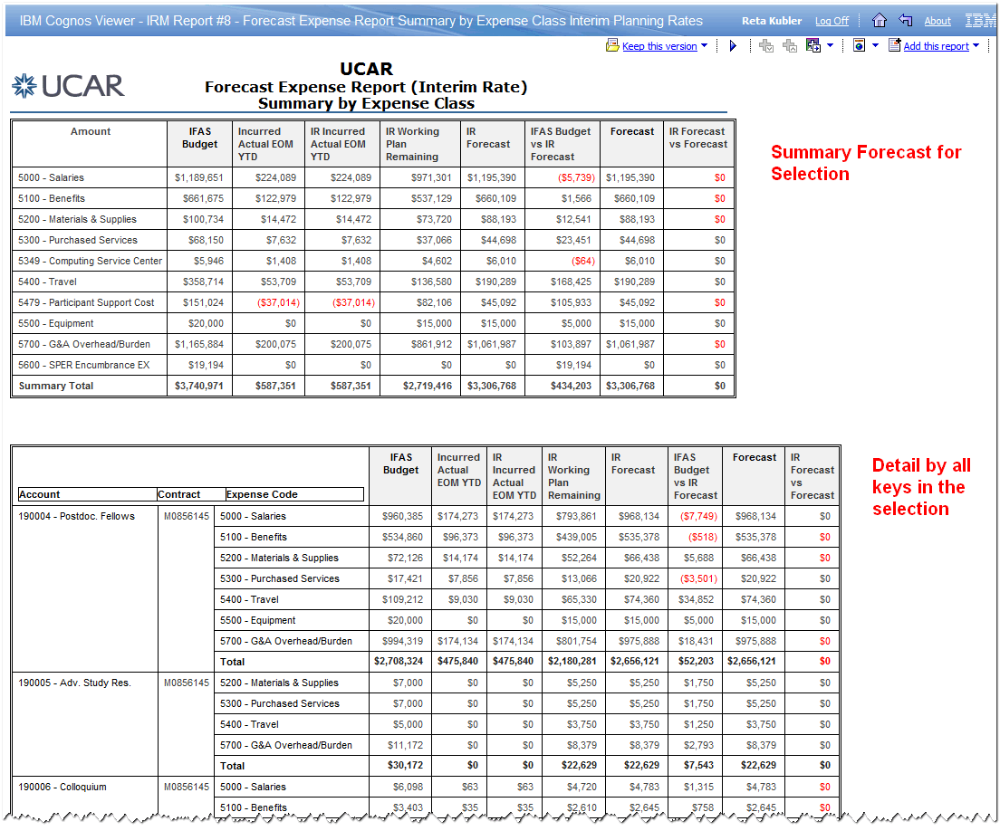 IBM Cognos Viewer - IRM Report #8 - Forecast Expense Report Summary by Expense Class Interim Planning Rates Reta Kubler Log Off About IBM
Keep this version Add this report
UCAR
UCAR
Forecast Expense Report (Interim Rate)
Summary by Expense Class
Amount IFAS Budget Incurred Actual EOM YTD IR Incurred Actual EOM YTD IR Working Plan Remaining IR Forecast IFAS Budget vs IR Forecast Forecast IR Forecast vs Forecast
5000 - Salaries $1,189,651 $224,089 $224,089 $971,301 $1,195,390 ($5,739) $1,195,390 $0
5100 - Benefits $661,675 $122,979 $122,979 $537,129 $660,109 $1,566 $660,109 $0
5200 - Materials & Supplies $100,734 $14,472 $14,472 $73,720 $88,193 $12,541 $88,193 $0
5300 - Purchased Services $68,150 $7,632 $7,632 $37,066 $44,698 $23,451 $44,698 $0
5349 - Computing Service Center $5,946 $1,408 $1,408 $4,602 $6,010 ($64) $6,010 $0
5400 - Travel $358,714 $53,709 $53,709 $136,580 $190,289 $168,425 $190,289 $0
5479 - Participant Support Cost $151,024 ($37,014) ($37,014) $82,106 $45,092 $105,933 $45,092 $0
5500 - Equipment $20,000 $0 $0 $15,000 $15,000 $5,000 $15,000 $0
5700 - G&A Overhead/Burden $1,165,884 $200,075 $200,075 $861,912 $1,061,987 $103,897 $1,061,987 $0
5600 - SPER Encumbrance EX $19,194 $0 $0 $0 $0 $19,194 $0 $0
Summary Total $3,740,971 $587,351 $587,351 $2,719,416 $3,306,768 $434,203 $3,306,768 $0
Summary Forecast for
Selection
Account Contract Expense Code IFAS Budget Incurred Actual EOM YTD IR Incurred Actual EOM YTD IR Working Plan Remaining IR Forecast IFAS Budget vs IR Forecast Forecast IR Forecast vs Forecast
190004 - Postdoc. Fellows M0856145 5000 - Salaries $960,385 $174,273 $174,273 $793,861 $968,134 ($7,749) $968,134 $0
5100 - Benefits $534,860 $96,373 $96,373 $439,005 $535,378 ($518) $535,378 $0
5200 - Materials & Supplies $72,126 $14,174 $14,174 $52,264 $66,438 $5,688 $66,438 $0
5300 - Purchased Services $17,421 $7,856 $7,856 $13,066 $20,922 ($3,501) $20,922 $0
5400 - Travel $109,212 $9,030 $9,030 $65,330 $74,360 $34,852 $74,360 $0
5500 - Equipment $20,000 $0 $0 $15,000 $15,000 $5,000 $15,000 $0
5700 - G&A Overhead/Burden $994,319 $174,134 $174,134 $801,754 $975,888 $18,431 $975,888 $0
Total $2,708,324 $475,840 $475,840 $2,180,281 $2,656,121 $52,203 $2,656,121 $0
190005 - Adv. Study Res. M0856145 5200 - Materials & Supplies $7,000 $0 $0 $5,250 $5,250 $1,750 $5,250 $0
5300 - Purchased Services $7,000 $0 $0 $5,250 $5,250 $1,750 $5,250 $0
5400 - Travel $5,000 $0 $0 $3,750 $3,750 $1,250 $3,750 $0
5700 - G&A Overhead/Burden $11,172 $0 $0 $8,379 $8,379 $2,793 $8,379 $0
Total $30,172 $0 $0 $22,629 $22,629 $7,543 $22,629 $0
190006 - Colloquium M0856145 5000 - Salaries $6,098 $63 $63 $4,720 $4,783 $1,315 $4,783 $0
5100 - Benefits $3,403 $35 $35 $2,610 $2,645 $758 $2,645 $0
Detail by all
keys in the
selection